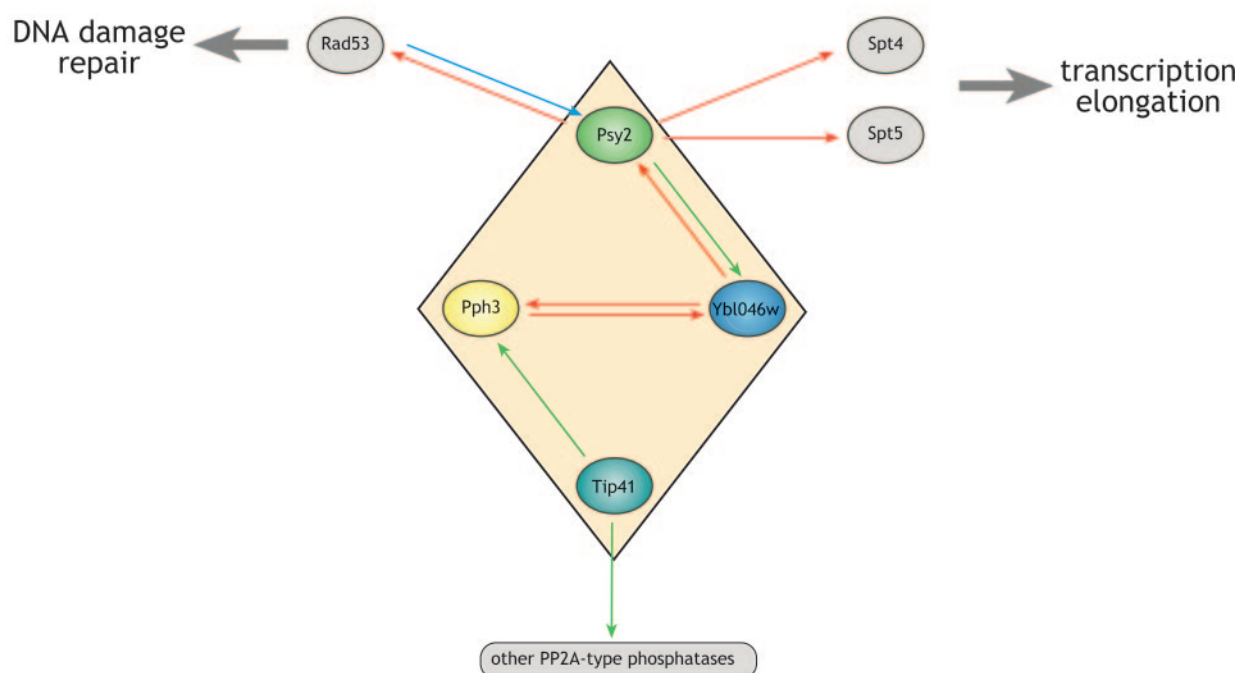 DNA damage
repair
Rad53
Spt4
transcription
elongation
Psy2
Spt5
Pph3
Ybl046w
Tip41
other PP2A-type phosphatases